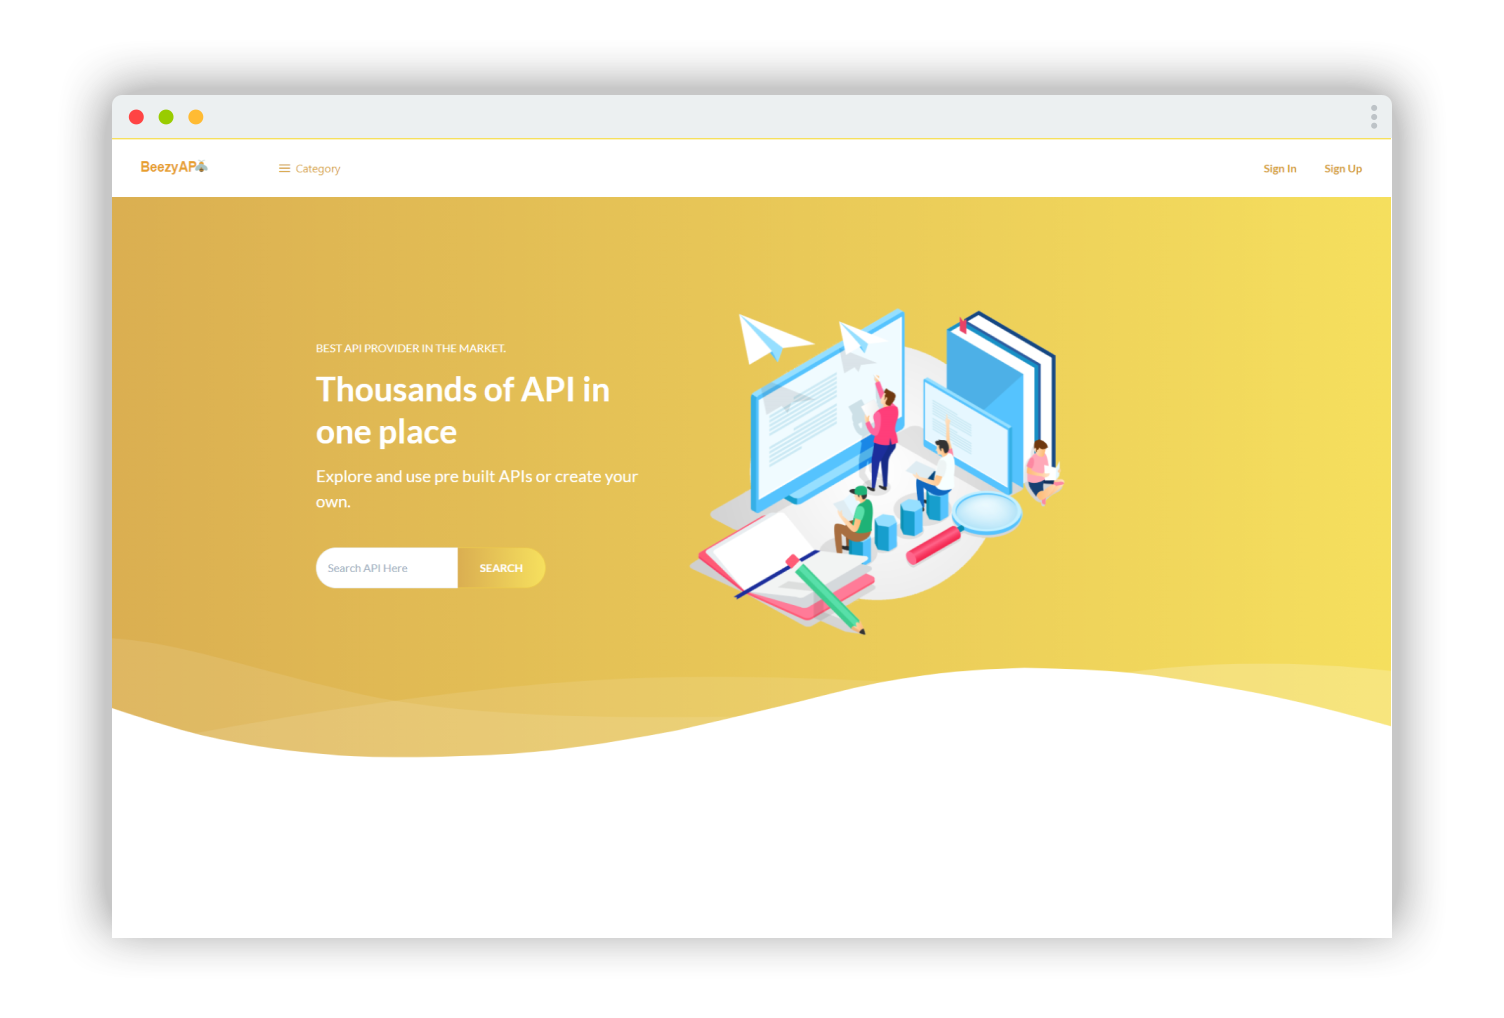 BeezyAPI
Category
Sign In
Sign Up
BEST API PROVIDER IN THE MARKET.
Thousands of API in
one place
Explore and use pre built APIs or create your
own.
Search API Here
SEARCH